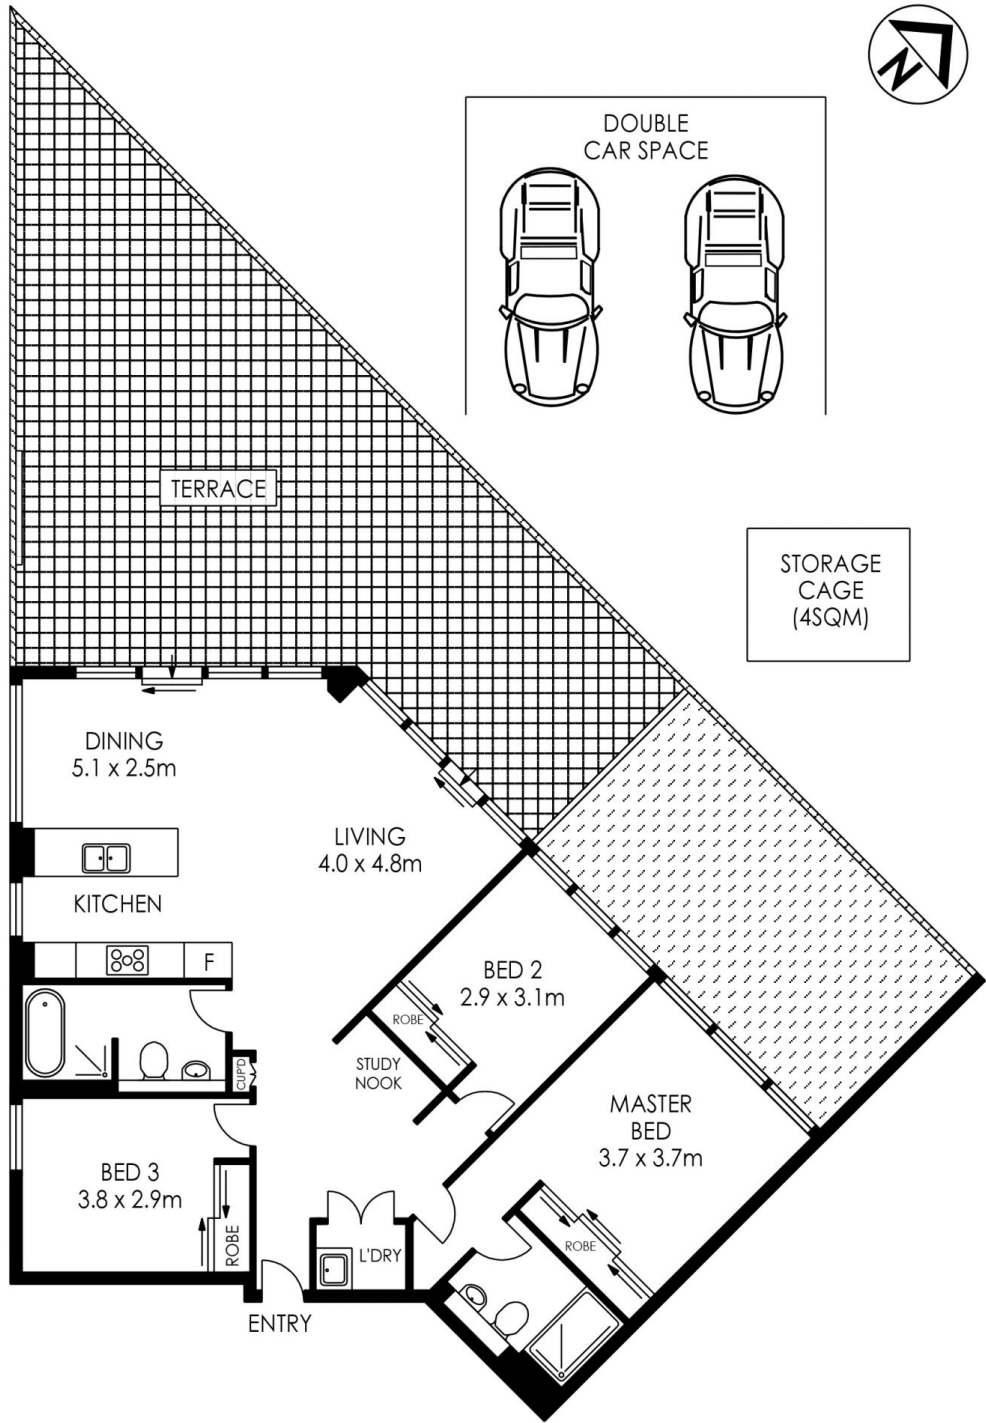 N
DOUBLE
CAR SPACE
TERRACE
STORAGE
CAGE
(4SQM)
DINING
5.1 x 2.5m
LIVING
4.0 x 4.8m
KITCHEN
F
BED 2
2.9 x 3.1m
ROBE
STUDY
NOOK
CUP'D
MASTER
BED
3.7 x 3.7m
BED 3
3.8 x 2.9m
ROBE
L'DRY
ROBE
ENTRY